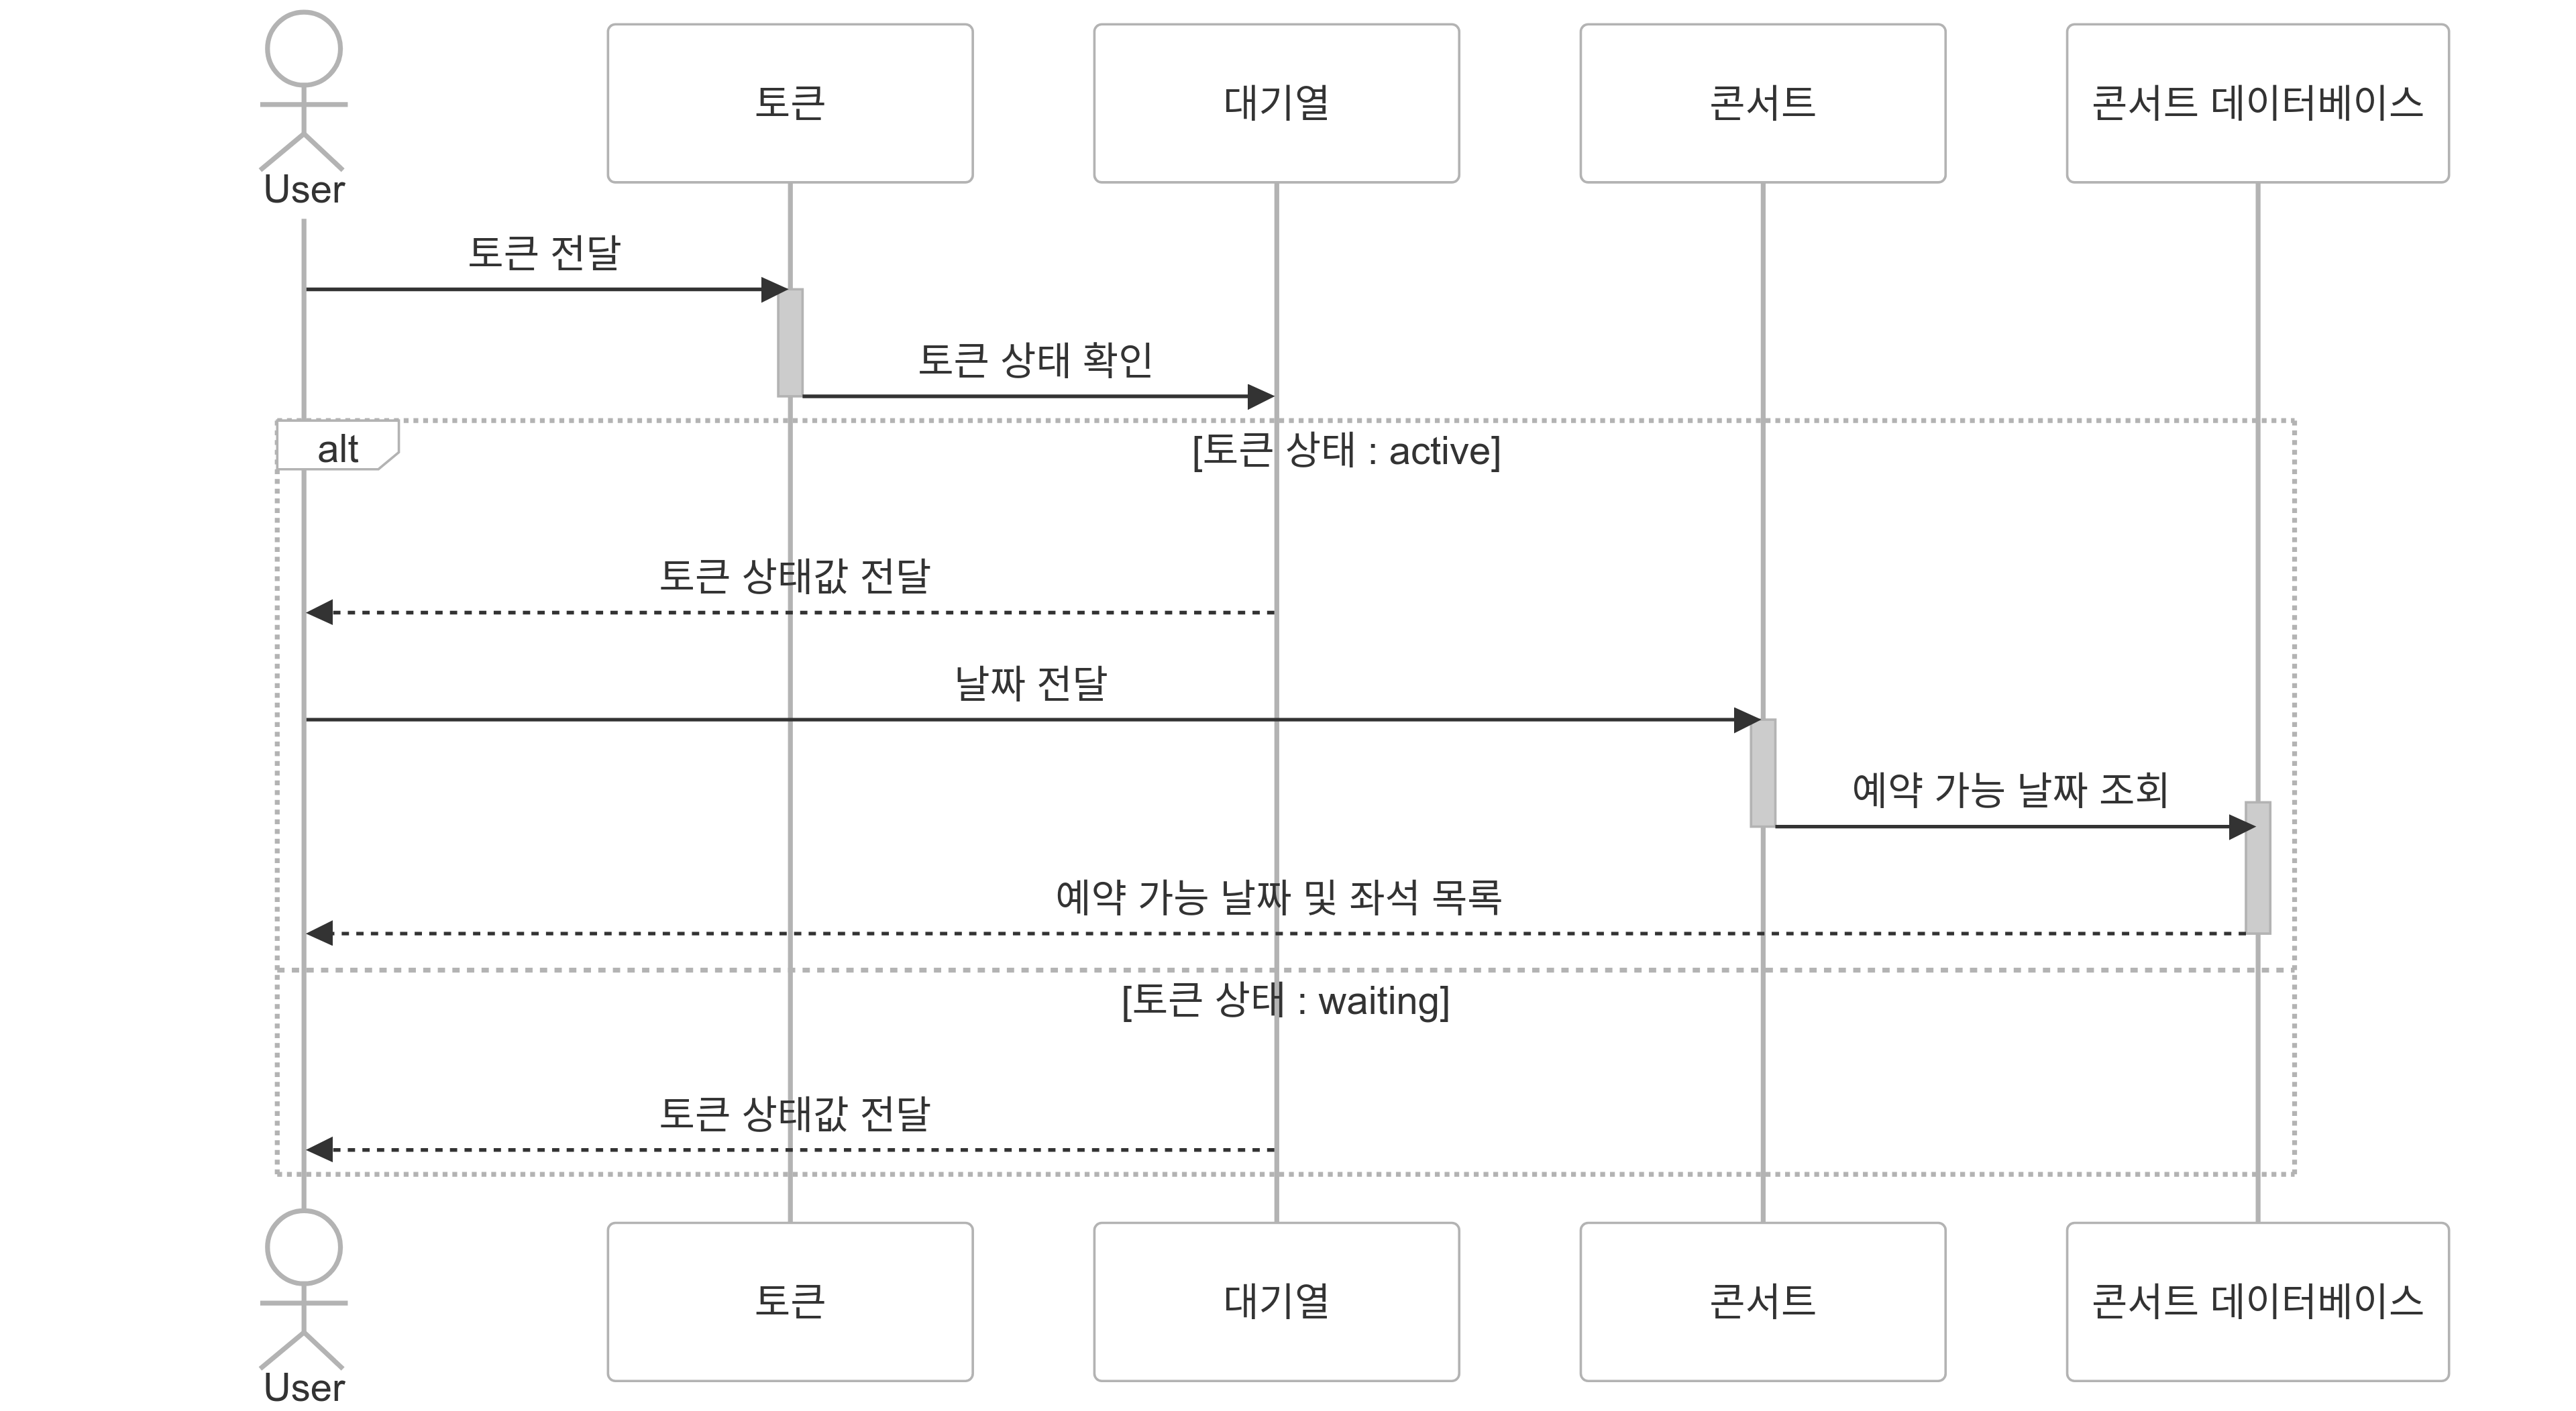 User
토큰
대기열
콘서트
콘서트 데이터베이스
토큰 전달
토큰 상태 확인
alt
[토큰 상태 : active]
토큰 상태값 전달
날짜 전달
예약 가능 날짜 조회
예약 가능 날짜 및 좌석 목록
[토큰 상태 : waiting]
토큰 상태값 전달
User
토큰
대기열
콘서트
콘서트 데이터베이스